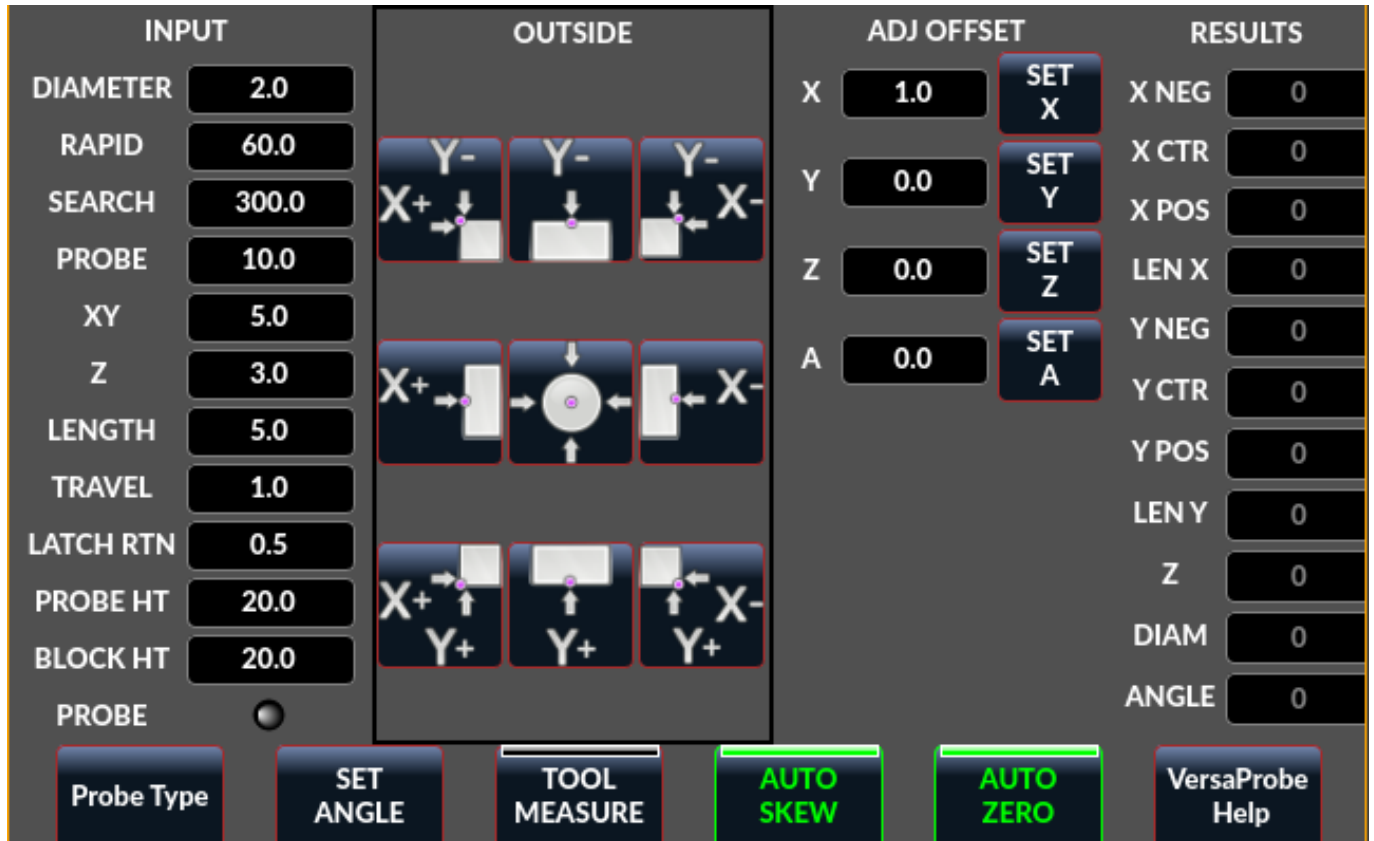 INPUT
DIAMETER 2.0
RAPID 60.0
SEARCH 300.0
PROBE 10.0
XY 5.0
Z 3.0
LENGTH 5.0
TRAVEL 1.0
LATCH RTN 0.5
PROBE HT 20.0
BLOCK HT 20.0
PROBE
OUTSIDE
Y- Y- Y-
X+ X-
X+ X-
X+ X-
Y+ Y+ Y+
ADJ OFFSET
X 1.0 SET X
Y 0.0 SET Y
Z 0.0 SET Z
A 0.0 SET A
RESULTS
X NEG 0
X CTR 0
X POS 0
LEN X 0
Y NEG 0
Y CTR 0
Y POS 0
LEN Y 0
Z 0
DIAM 0
ANGLE 0
Probe Type
SET
ANGLE
TOOL
MEASURE
AUTO
SKEW
AUTO
ZERO
VersaProbe
Help